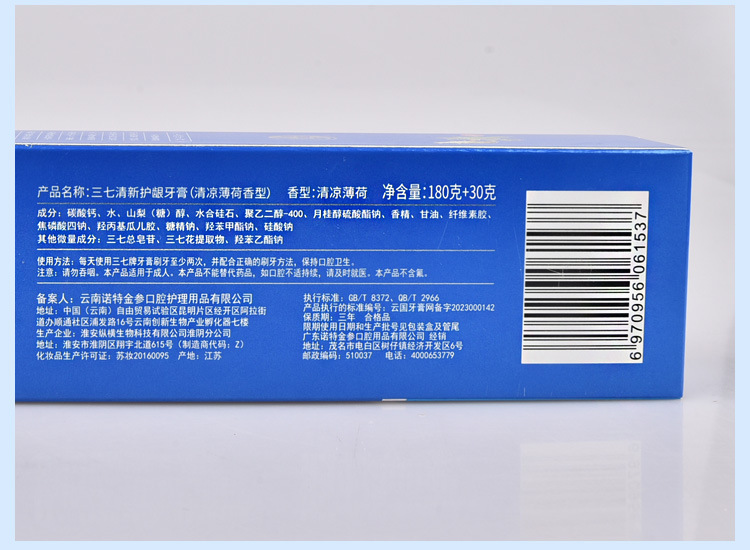 产品名称:三七清新护龈牙膏(清凉薄荷香型) 香型:清凉薄荷 净含量:180克+30克
成分:碳酸钙、水、山梨(糖)醇、水合硅石、聚乙二醇-400、月桂醇硫酸酯钠、香精、甘油、纤维素胶、
焦磷酸四钠、羟丙基瓜儿胶、糖精钠、羟苯甲酯钠、硅酸钠
其他微量成分:三七总皂苷、三七花提取物、羟苯乙酯钠
使用方法:每天使用三七牌牙膏刷牙至少两次,并配合正确的刷牙方法,保持口腔卫生。
注意:请勿吞咽。本产品适用于成人。本产品不能替代药品,如口腔不适持续,请及时就医。本产品不含氟。
备案人:云南诺特金参口腔护理用品有限公司
地址:中国(云南)自由贸易试验区昆明片区经开区阿拉街
道办顺通社区浦发路16号云南创新生物产业孵化器七楼
生产企业:淮安纵横生物科技有限公司淮阴分公司
地址:淮安市淮阴区翔宇北道615号(制造商代码:Z)
化妆品生产许可证:苏妆20160095 产地:江苏
执行标准:GB/T 8372、QB/T 2966
产品执行的标准编号:云国牙膏网备字2023000142
保质期:三年 合格品
限期使用日期和生产批号见包装盒及管尾
广东诺特金参口腔用品有限公司 经销
地址:茂名市电白区树仔镇经济开发区6号
邮政编码:510037 电话:4000653779
6970956061537